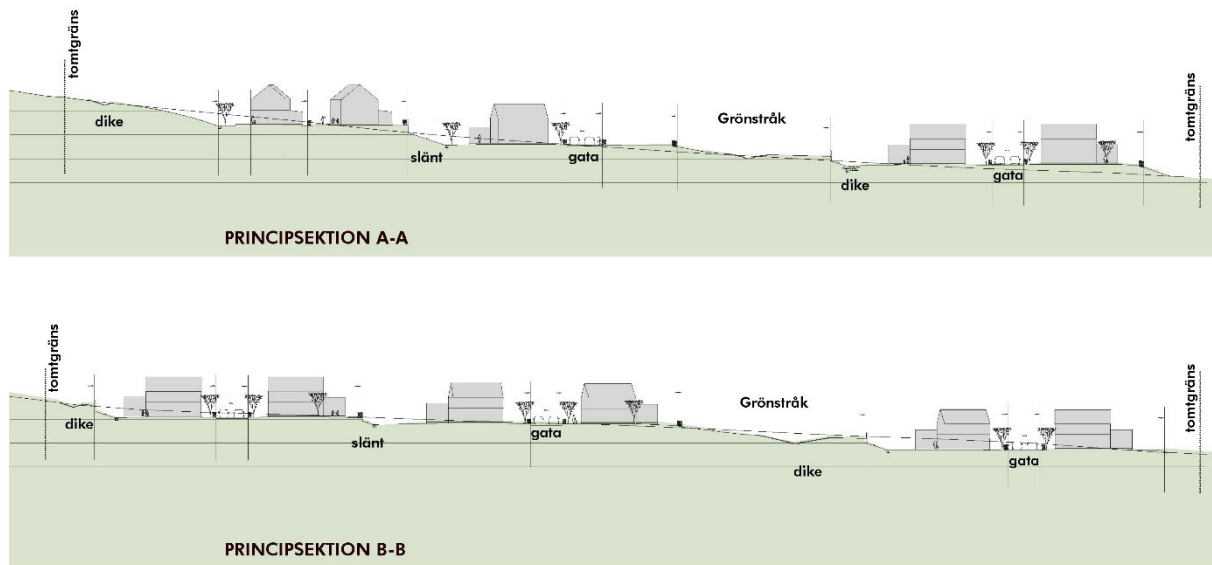 tomtgräns
dike
slänt
gata
Grönstråk
dike
gata
tomtgräns
PRINCIPSEKTION A-A
tomtgräns
dike
slänt
gata
Grönstråk
dike
gata
tomtgräns
PRINCIPSEKTION B-B